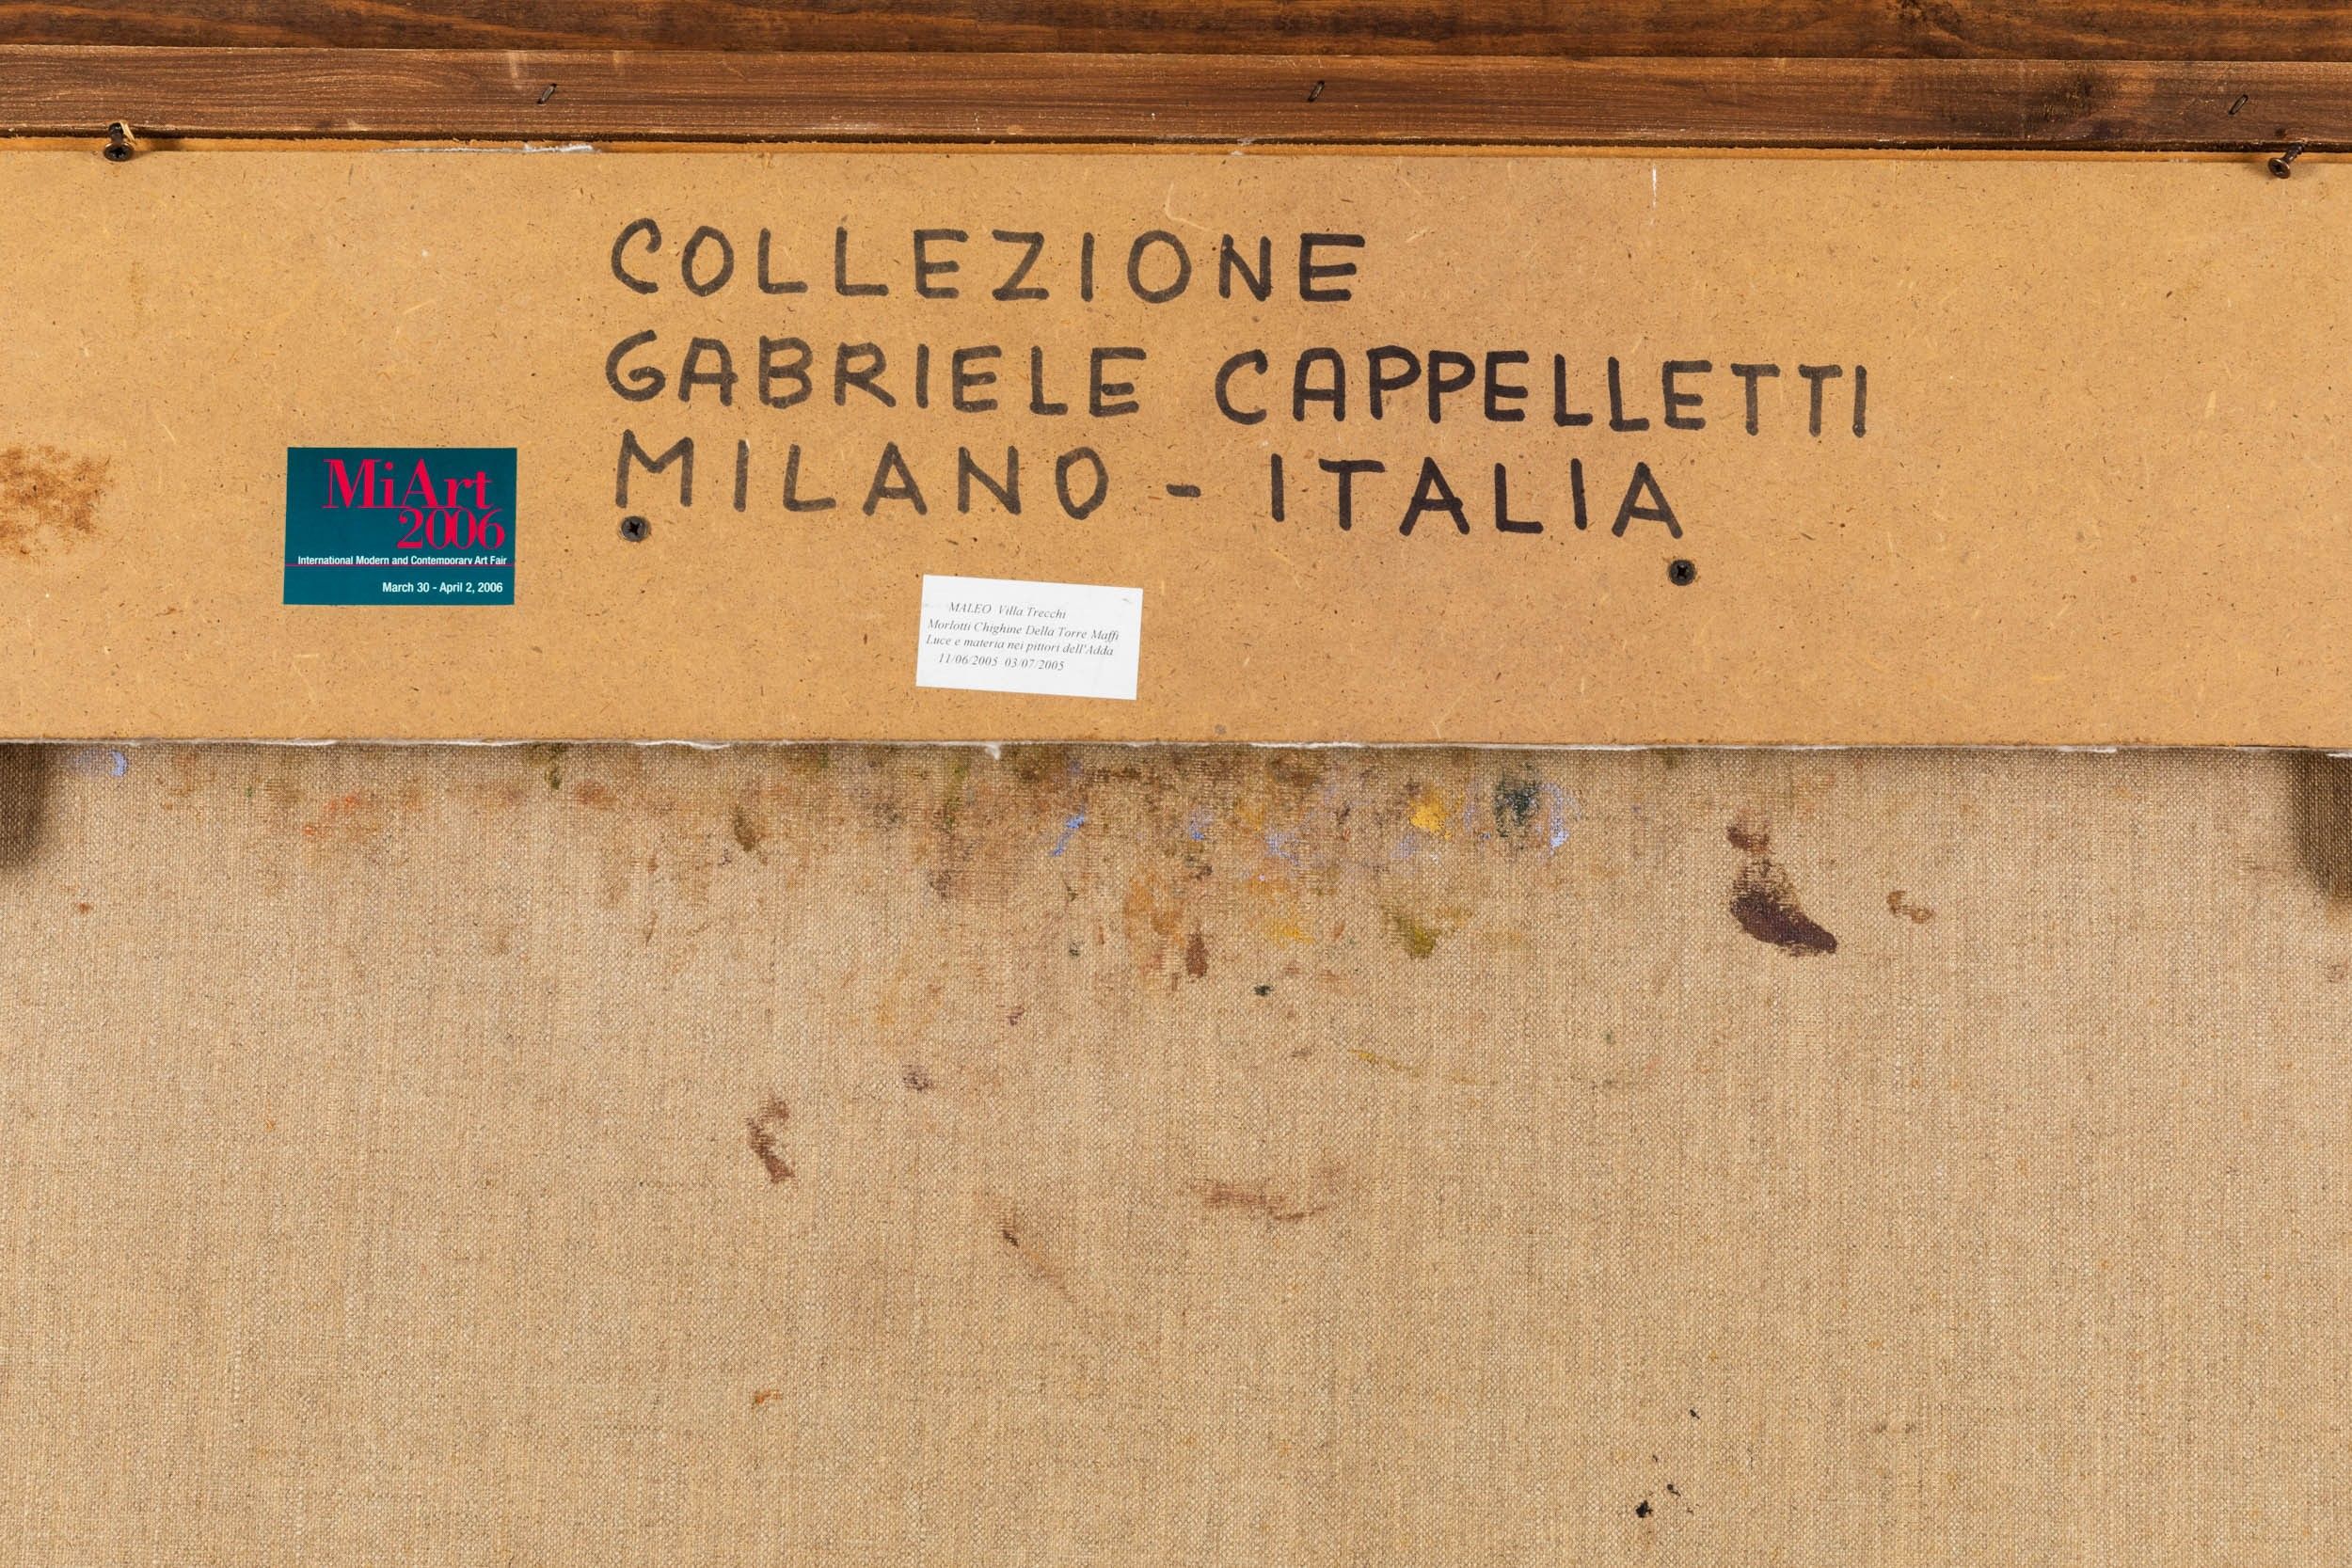 COLLEZIONE
GABRIELE CAPPELLETTI
MILANO - ITALIA
MiArt
2006
International Modern and Contemporary Art Fair
March 30 - April 2, 2006
MALEO Villa Trecchi
Morlotti Chighine Della Torre Maffi
Luce e materia nei pittori dell'Adda
11/06/2005 03/07/2005